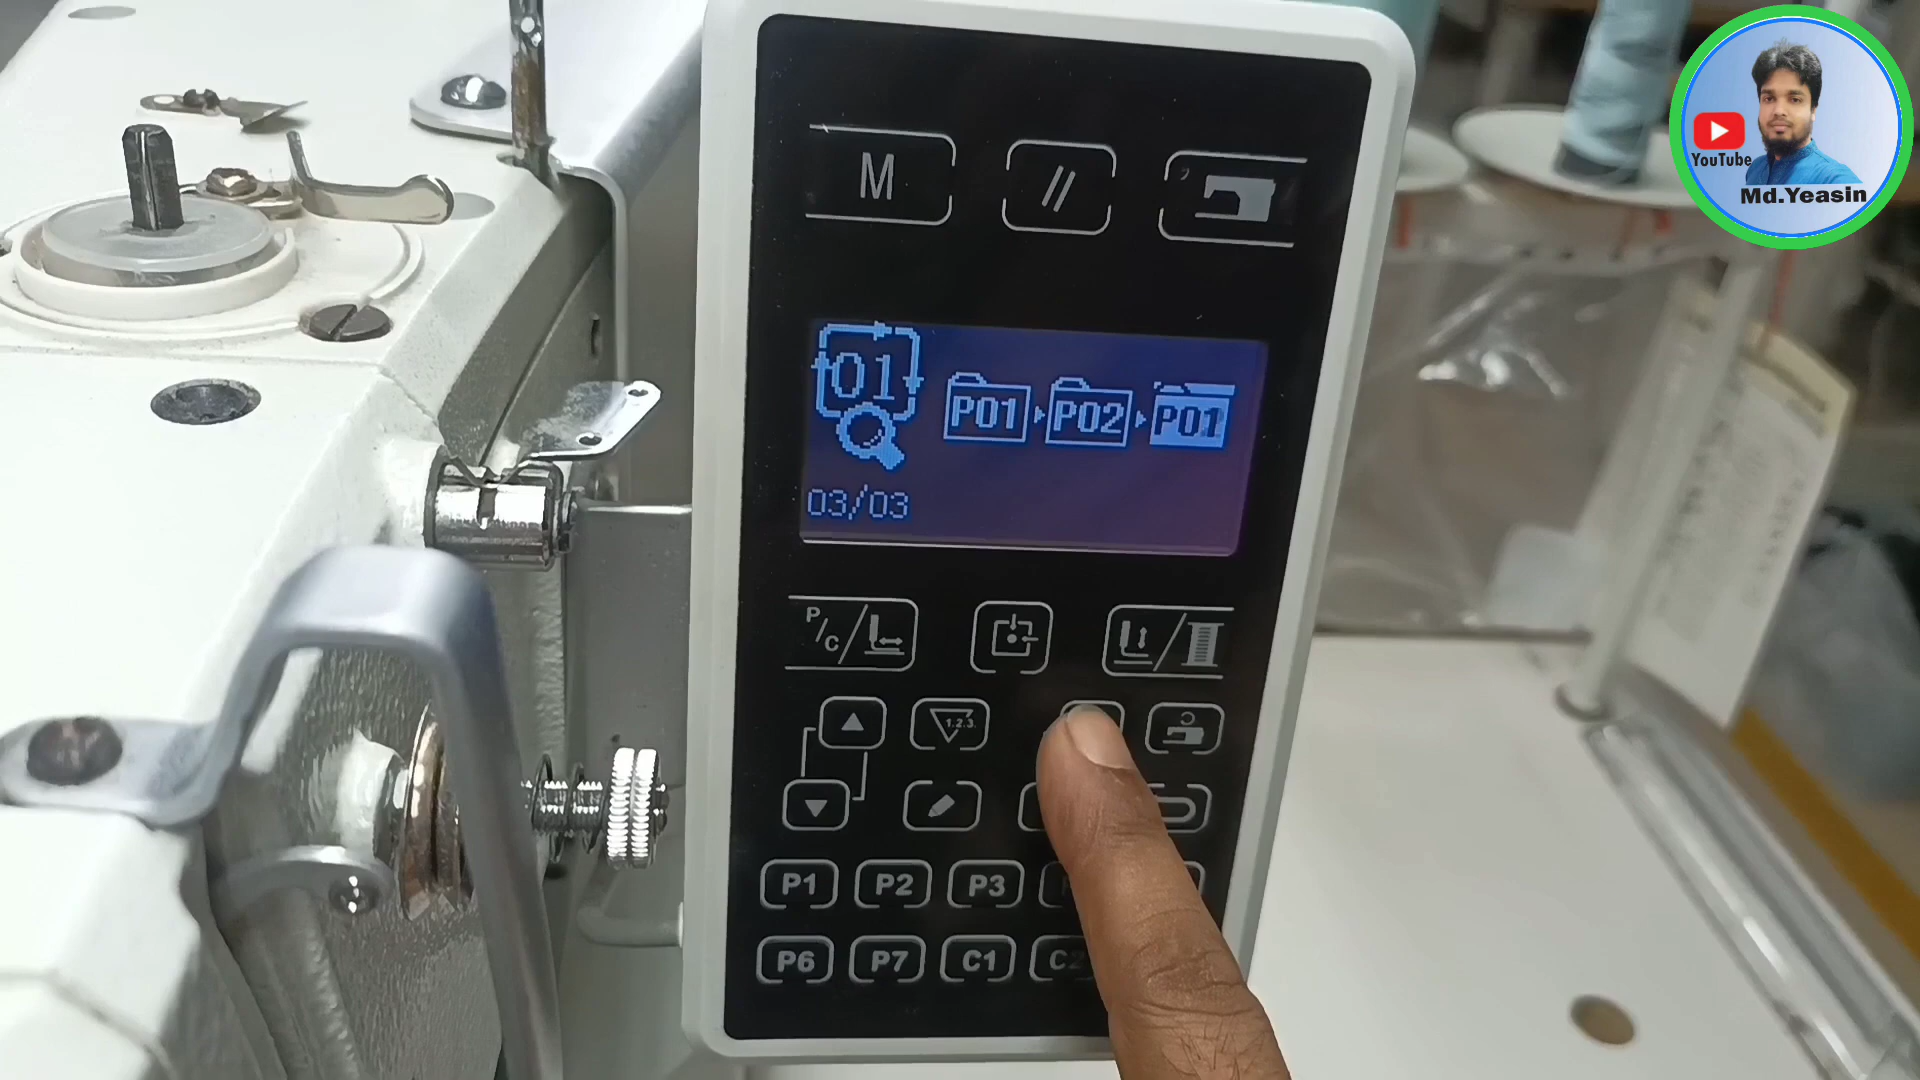 YouTube
Md.Yeasin
M
//
01
P01 P02 P01
03/03
P/C
1.2.3.
P1 P2 P3
P6 P7 C1